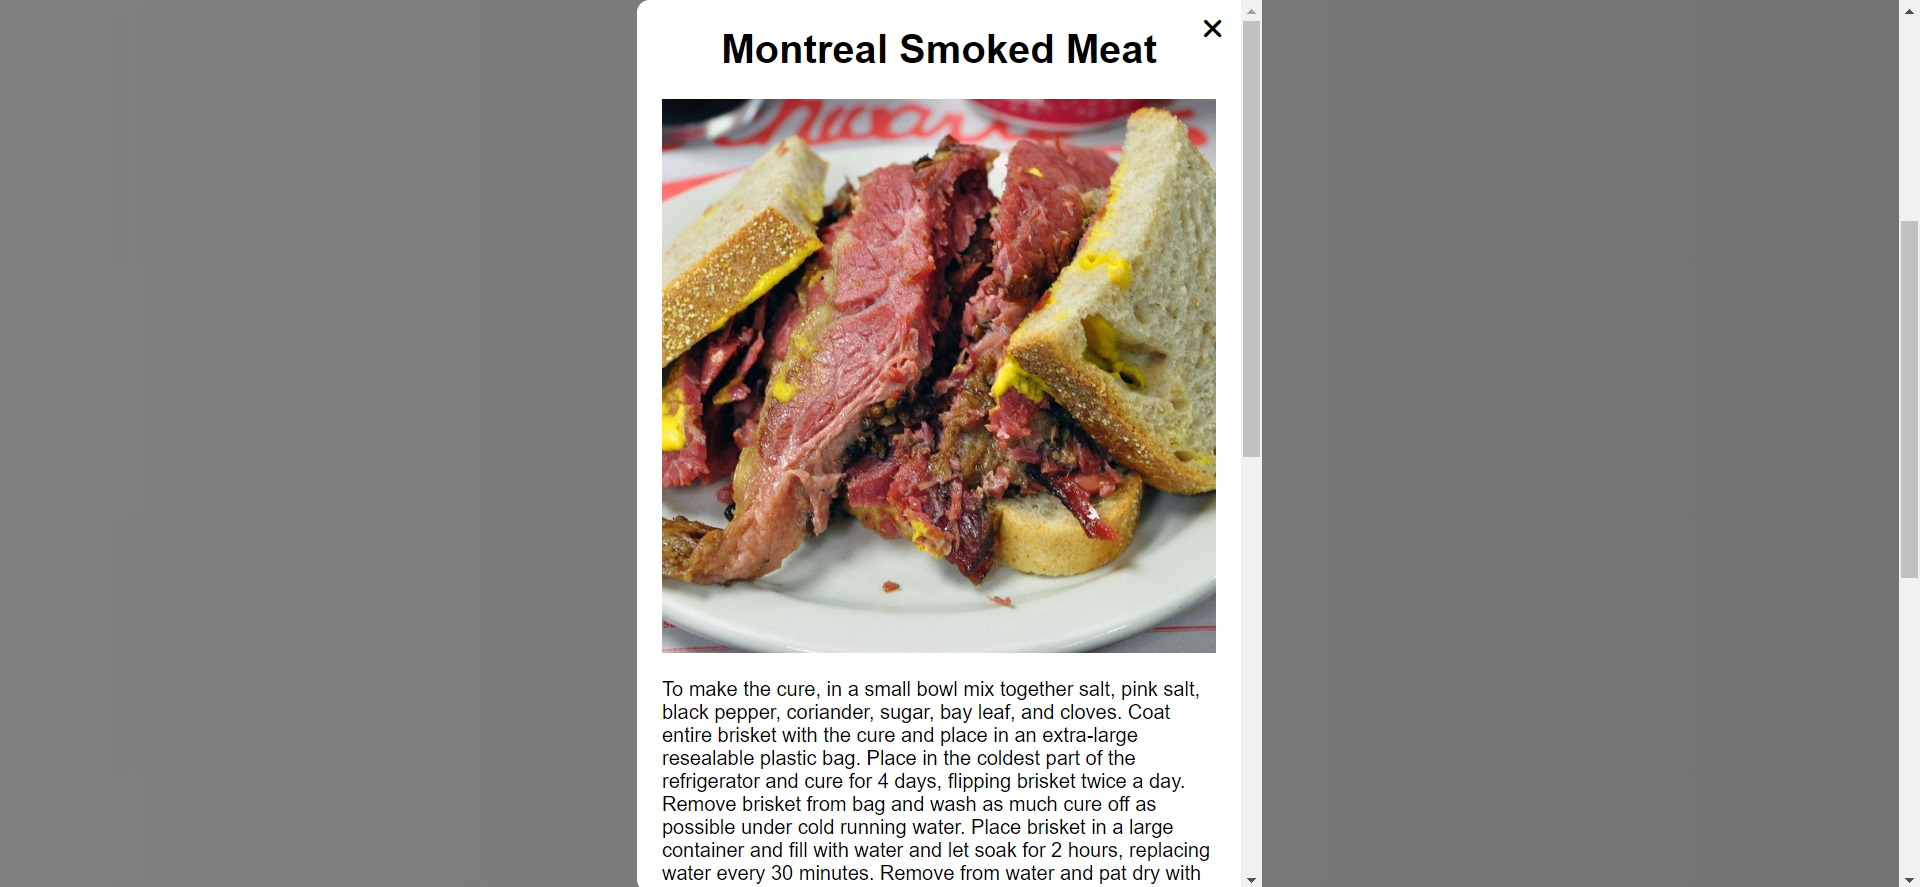 Montreal Smoked Meat
To make the cure, in a small bowl mix together salt, pink salt,
black pepper, coriander, sugar, bay leaf, and cloves. Coat
entire brisket with the cure and place in an extra-large
resealable plastic bag. Place in the coldest part of the
refrigerator and cure for 4 days, flipping brisket twice a day.
Remove brisket from bag and wash as much cure off as
possible under cold running water. Place brisket in a large
container and fill with water and let soak for 2 hours, replacing
water every 30 minutes. Remove from water and pat dry with